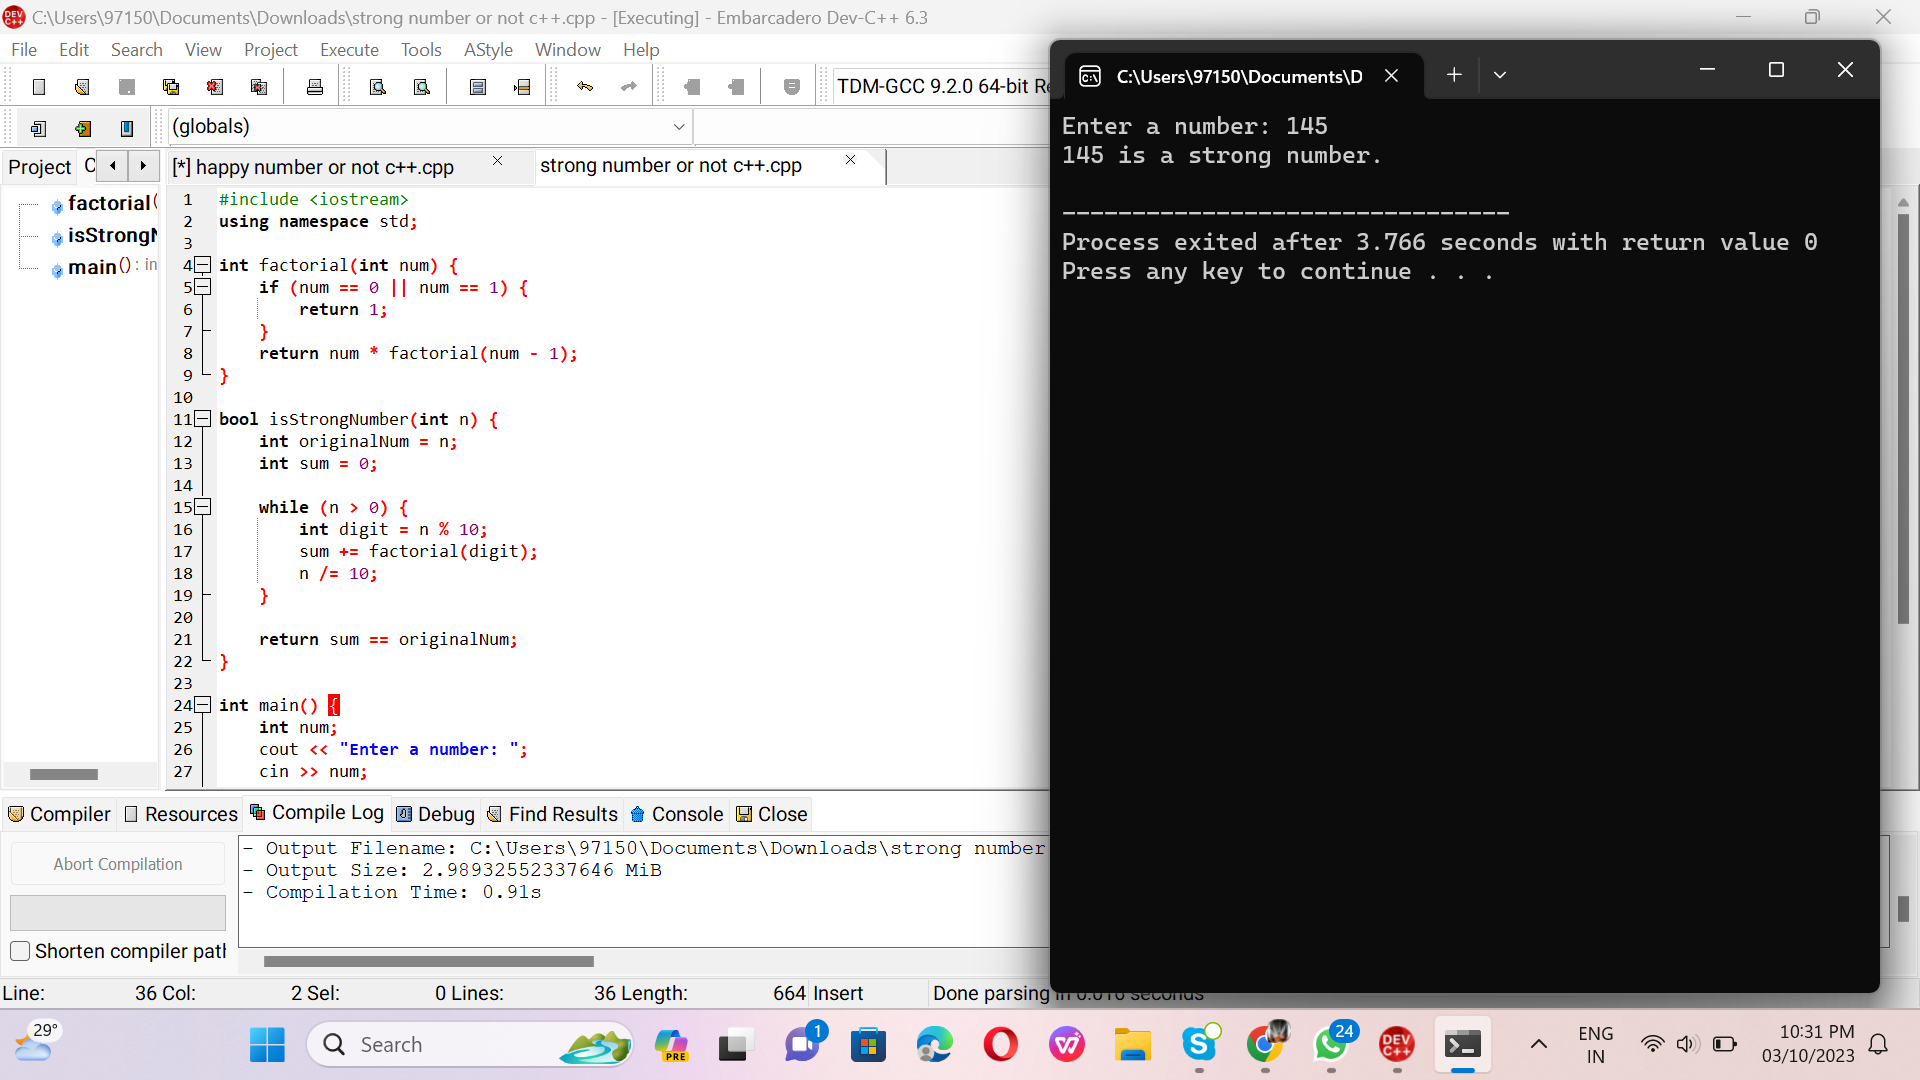 C:\Users\97150\Documents\Downloads\strong number or not c++.cpp - [Executing] - Embarcadero Dev-C++ 6.3
File Edit Search View Project Execute Tools AStyle Window Help
TDM-GCC 9.2.0 64-bit Re
(globals)
Project
[*] happy number or not c++.cpp
strong number or not c++.cpp
factorial(
isStrongN
main() : in
1 #include <iostream>
2 using namespace std;
3
4 int factorial(int num) {
5 if (num == 0 || num == 1) {
6 return 1;
7 }
8 return num * factorial(num - 1);
9 }
10
11 bool isStrongNumber(int n) {
12 int originalNum = n;
13 int sum = 0;
14
15 while (n > 0) {
16 int digit = n % 10;
17 sum += factorial(digit);
18 n /= 10;
19 }
20
21 return sum == originalNum;
22 }
23
24 int main() {
25 int num;
26 cout << "Enter a number: ";
27 cin >> num;
C:\Users\97150\Documents\D
Enter a number: 145
145 is a strong number.
--------------------------------
Process exited after 3.766 seconds with return value 0
Press any key to continue . . .
Compiler Resources Compile Log Debug Find Results Console Close
Abort Compilation
Shorten compiler path
- Output Filename: C:\Users\97150\Documents\Downloads\strong number
- Output Size: 2.98932552337646 MiB
- Compilation Time: 0.91s
Line: 36 Col: 2 Sel: 0 Lines: 36 Length: 664 Insert Done parsing in 0.016 seconds
29°
Search
PRE
1
24
DEV C++
ENG
IN
10:31 PM
03/10/2023